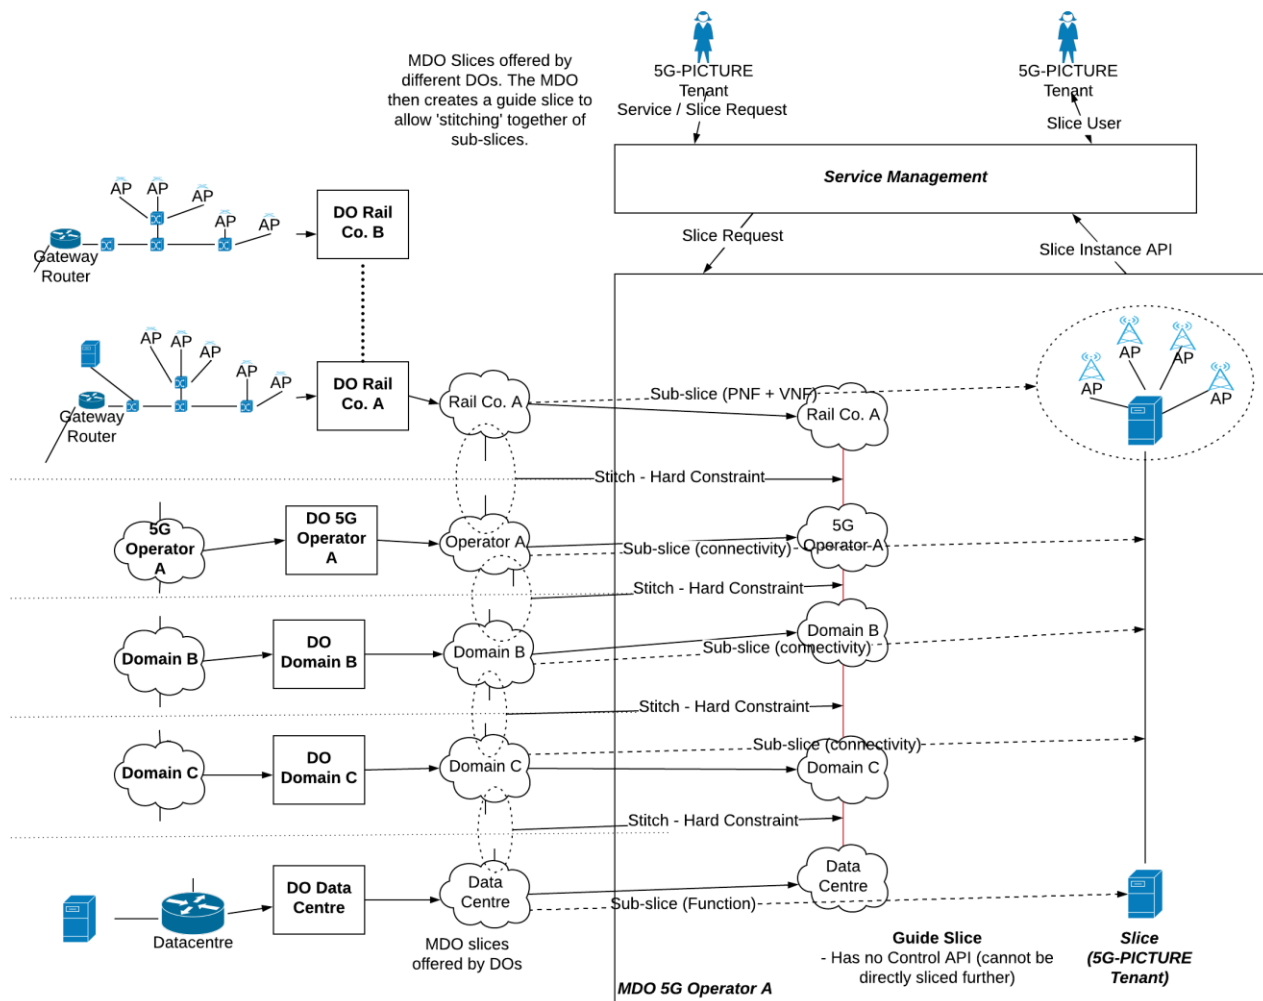 MDO Slices offered by
different DOs. The MDO
then creates a guide slice to
allow 'stitching' together of
sub-slices.
5G-PICTURE
Tenant
Service / Slice Request
5G-PICTURE
Tenant
Slice User
Service Management
Slice Request
Slice Instance API
AP
AP
AP
AP
AP
Gateway
Router
DO Rail
Co. B
AP
AP
AP
AP
AP
Gateway
Router
DO Rail
Co. A
Rail Co. A
Sub-slice (PNF + VNF)
Rail Co. A
AP
AP
AP
AP
Stitch - Hard Constraint
5G
Operator
A
DO 5G
Operator
A
Operator A
Sub-slice (connectivity)
5G
Operator A
Stitch - Hard Constraint
Domain B
DO
Domain B
Domain B
Sub-slice (connectivity)
Domain B
Stitch - Hard Constraint
Domain C
DO
Domain C
Domain C
Sub-slice (connectivity)
Domain C
Stitch - Hard Constraint
Datacentre
DO Data
Centre
Data
Centre
Sub-slice (Function)
Data
Centre
MDO slices
offered by DOs
Guide Slice
- Has no Control API (cannot be
directly sliced further)
Slice
(5G-PICTURE
Tenant)
MDO 5G Operator A